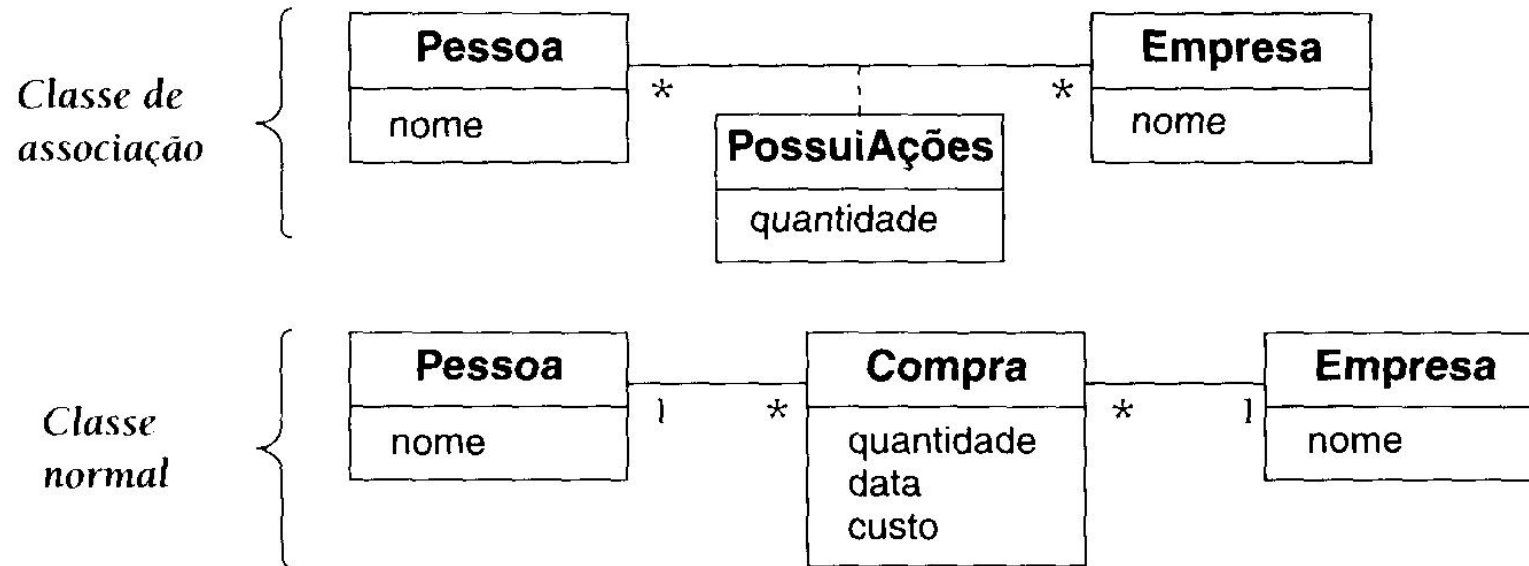 Classe de
associação
Pessoa
nome
*
*
PossuiAções
quantidade
Empresa
nome
Classe
normal
Pessoa
nome
1
*
Compra
quantidade
data
custo
*
1
Empresa
nome